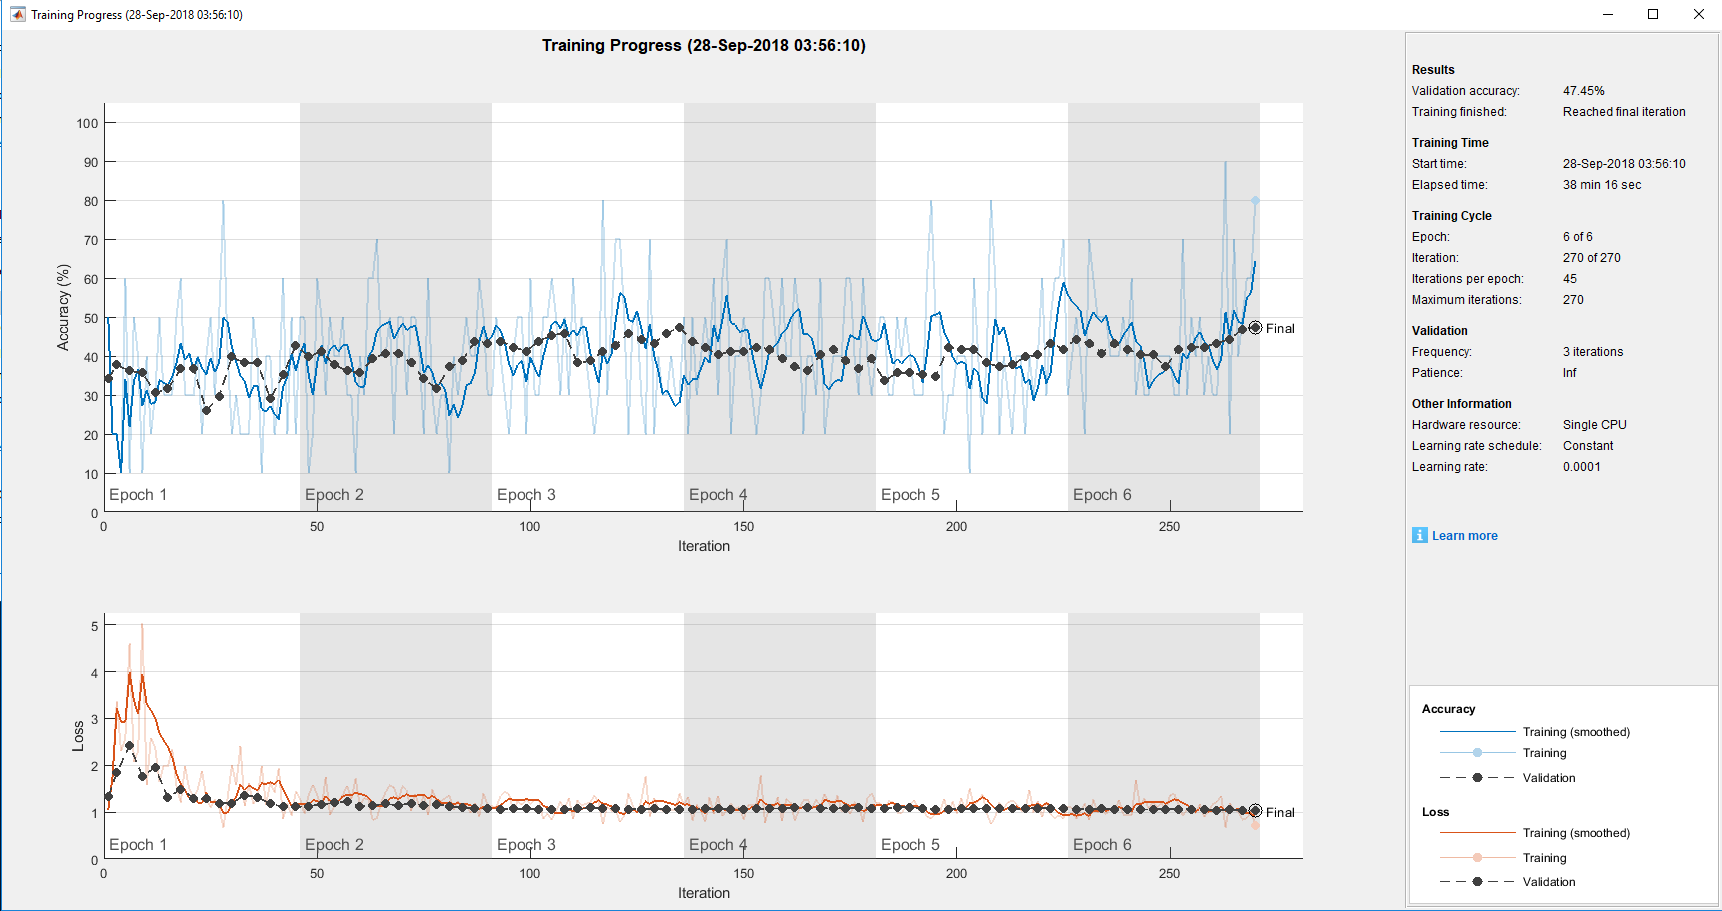 Training Progress (28-Sep-2018 03:56:10)
Training Progress (28-Sep-2018 03:56:10)
Accuracy (%)
100
90
80
70
60
50
40
30
20
10
0
Final
Epoch 1 Epoch 2 Epoch 3 Epoch 4 Epoch 5 Epoch 6
0 50 100 150 200 250
Iteration
Loss
5
4
3
2
1
0
Final
Epoch 1 Epoch 2 Epoch 3 Epoch 4 Epoch 5 Epoch 6
0 50 100 150 200 250
Iteration
Results
Validation accuracy: 47.45%
Training finished: Reached final iteration
Training Time
Start time: 28-Sep-2018 03:56:10
Elapsed time: 38 min 16 sec
Training Cycle
Epoch: 6 of 6
Iteration: 270 of 270
Iterations per epoch: 45
Maximum iterations: 270
Validation
Frequency: 3 iterations
Patience: Inf
Other Information
Hardware resource: Single CPU
Learning rate schedule: Constant
Learning rate: 0.0001
i Learn more
Accuracy
Training (smoothed)
Training
Validation
Loss
Training (smoothed)
Training
Validation